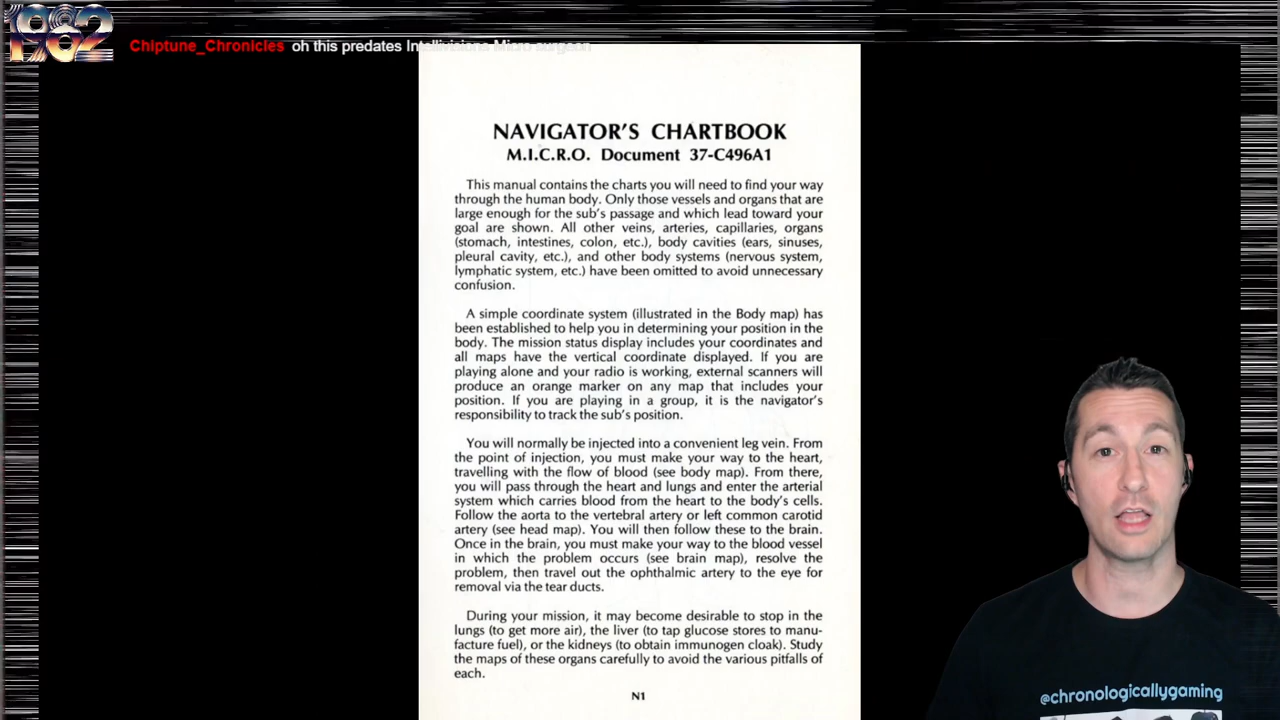 1982
Chiptune_Chronicles oh this predates Intellivisions Micro surgeon
NAVIGATOR'S CHARTBOOK
M.I.C.R.O. Document 37-C496A1
This manual contains the charts you will need to find your way
through the human body. Only those vessels and organs that are
large enough for the sub's passage and which lead toward your
goal are shown. All other veins, arteries, capillaries, organs
(stomach, intestines, colon, etc.), body cavities (ears, sinuses,
pleural cavity, etc.), and other body systems (nervous system,
lymphatic system, etc.) have been omitted to avoid unnecessary
confusion.
A simple coordinate system (illustrated in the Body map) has
been established to help you in determining your position in the
body. The mission status display includes your coordinates and
all maps have the vertical coordinate displayed. If you are
playing alone and your radio is working, external scanners will
produce an orange marker on any map that includes your
position. If you are playing in a group, it is the navigator's
responsibility to track the sub's position.
You will normally be injected into a convenient leg vein. From
the point of injection, you must make your way to the heart,
travelling with the flow of blood (see body map). From there,
you will pass through the heart and lungs and enter the arterial
system which carries blood from the heart to the body's cells.
Follow the aorta to the vertebral artery or left common carotid
artery (see head map). You will then follow these to the brain.
Once in the brain, you must make your way to the blood vessel
in which the problem occurs (see brain map), resolve the
problem, then travel out the ophthalmic artery to the eye for
removal via the tear ducts.
During your mission, it may become desirable to stop in the
lungs (to get more air), the liver (to tap glucose stores to manu-
facture fuel), or the kidneys (to obtain immunogen cloak). Study
the maps of these organs carefully to avoid the various pitfalls of
each.
N1
@chronologicallygaming